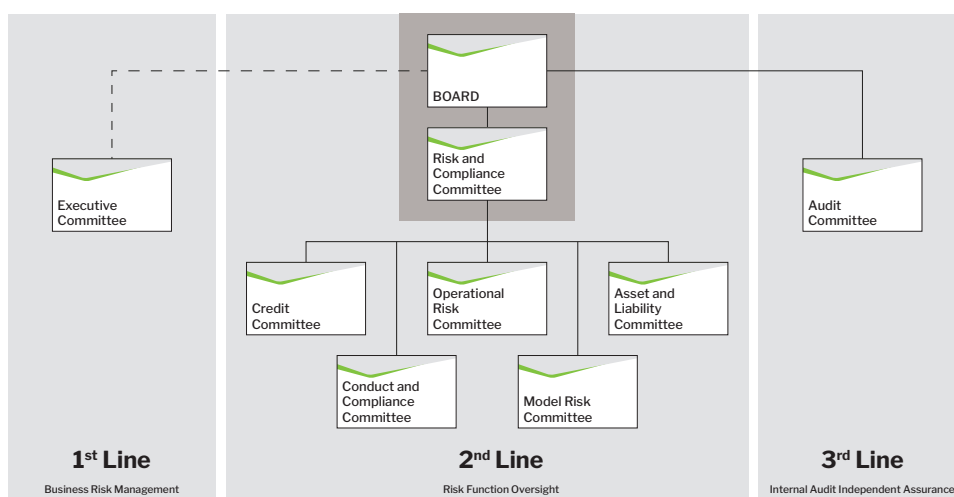 BOARD
Risk and
Compliance
Committee
Executive
Committee
Audit
Committee
Credit
Committee
Operational
Risk
Committee
Asset and
Liability
Committee
Conduct and
Compliance
Committee
Model Risk
Committee
1st Line
Business Risk Management
2nd Line
Risk Function Oversight
3rd Line
Internal Audit Independent Assurance